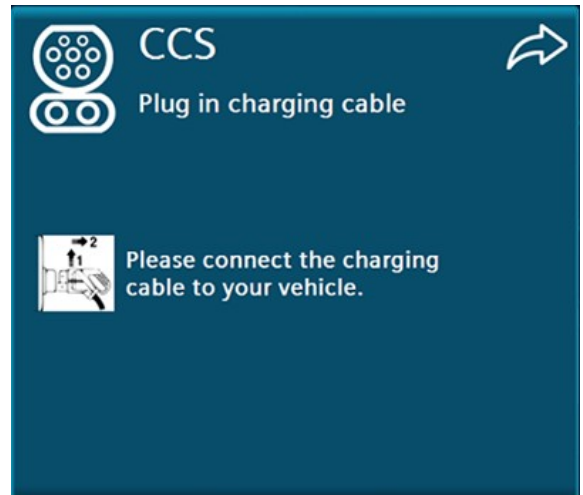 CCS
Plug in charging cable
2
1
Please connect the charging
cable to your vehicle.